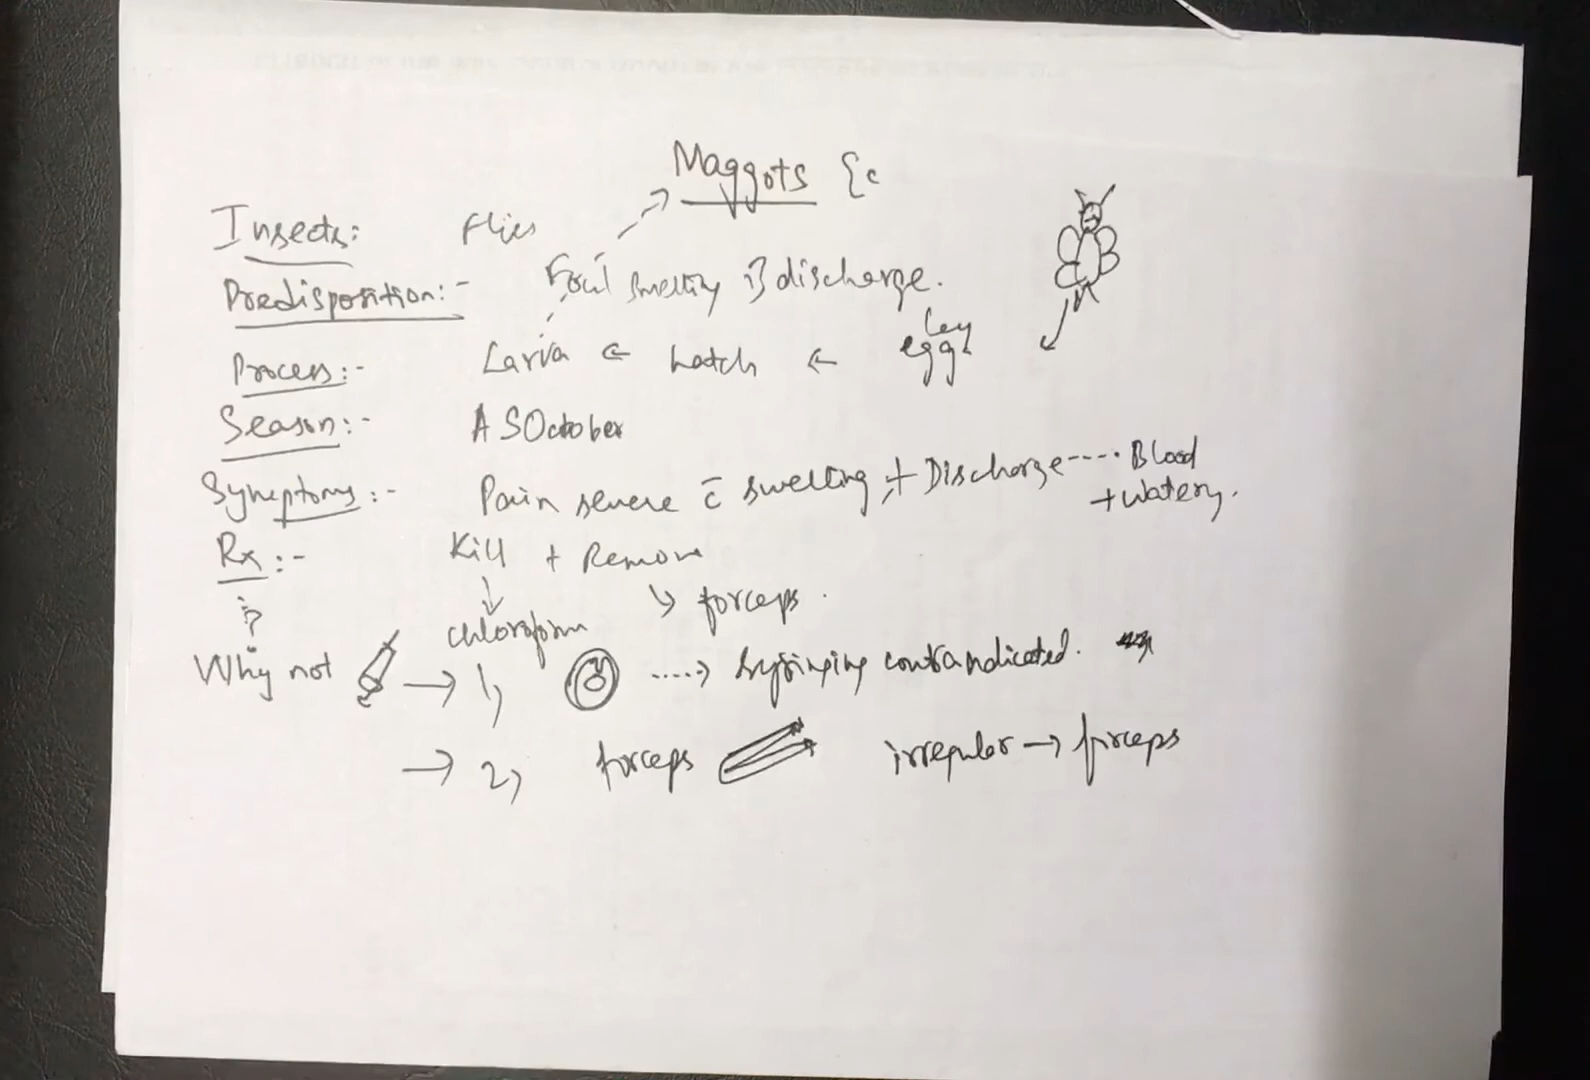 Maggots {c
Insects: Flies
Predisposition:- Foul smelling discharge.
lay
Process:- Larva ← hatch ← eggs
Season:- ASOctober
Symptoms:- Pain severe c̄ swelling + Discharge---- Blood
+ Watery.
Rx:- Kill + Remove
↓ ↳ forceps.
chloroform
?
Why not → 1) ....→ Syringing contraindicated.
→ 2) forceps irregular → forceps